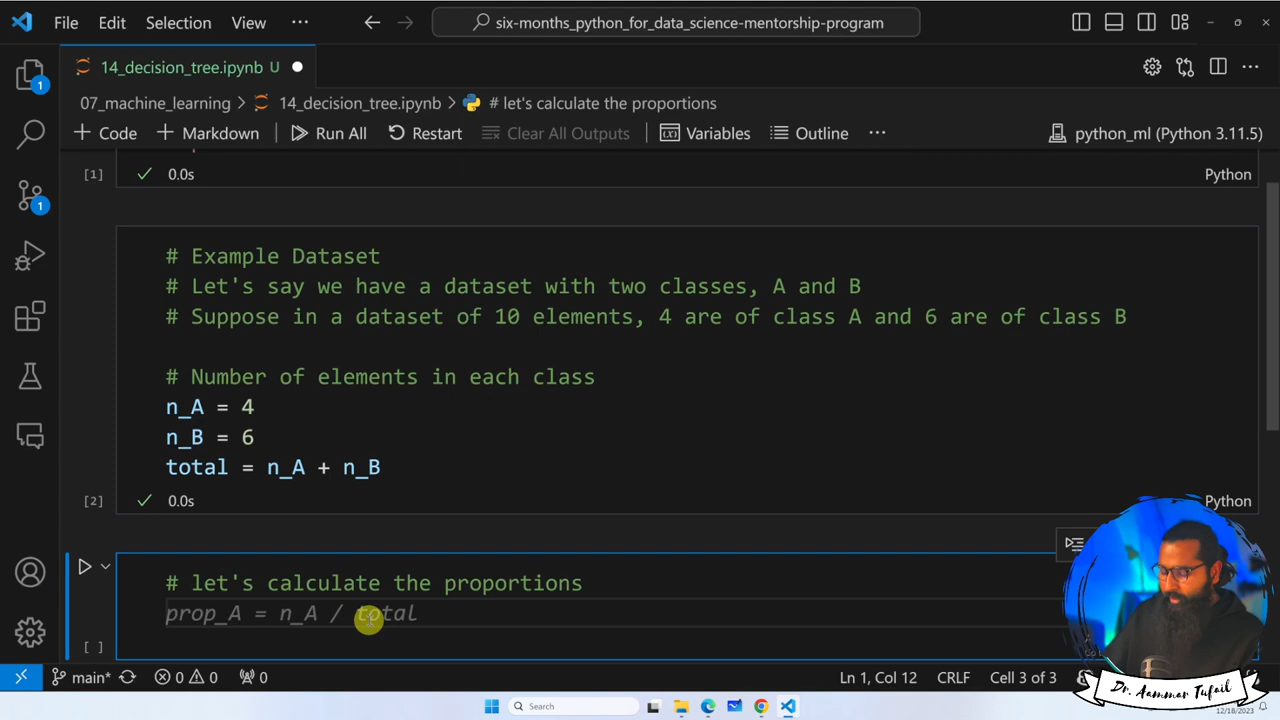 File Edit Selection View ··· six-months_python_for_data_science-mentorship-program
14_decision_tree.ipynb U
07_machine_learning > 14_decision_tree.ipynb > # let's calculate the proportions
+ Code + Markdown Run All Restart Clear All Outputs Variables Outline ··· python_ml (Python 3.11.5)
[1] 0.0s Python
# Example Dataset
# Let's say we have a dataset with two classes, A and B
# Suppose in a dataset of 10 elements, 4 are of class A and 6 are of class B
# Number of elements in each class
n_A = 4
n_B = 6
total = n_A + n_B
[2] 0.0s Python
# let's calculate the proportions
prop_A = n_A / total
[ ]
1
1
main* 0 0 0 Ln 1, Col 12 CRLF Cell 3 of 3
Dr. Aammar Tufail
Search
12/18/2023